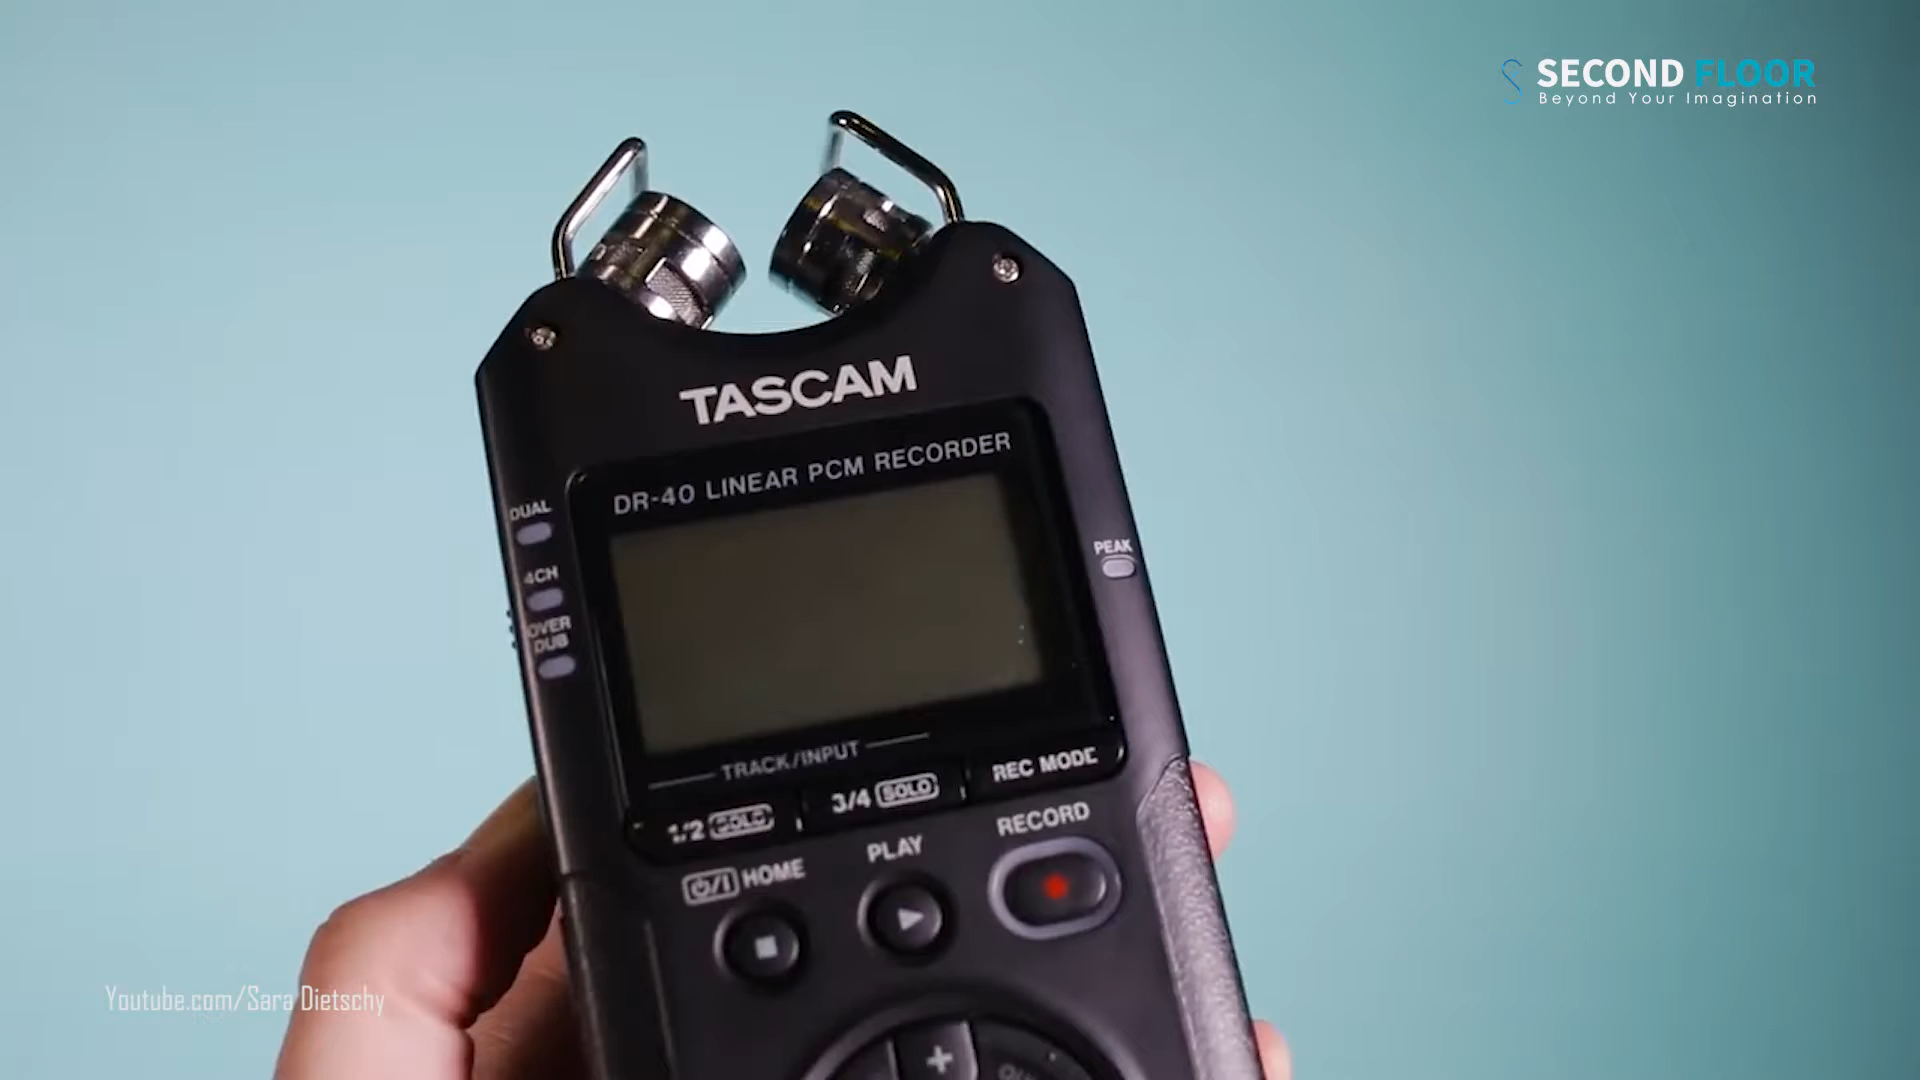 SECOND FLOOR
Beyond Your Imagination
TASCAM
DR-40 LINEAR PCM RECORDER
DUAL
4CH
OVER
DUB
PEAK
TRACK/INPUT
1/2 SOLO
3/4 SOLO
REC MODE
HOME
PLAY
RECORD
+
Youtube.com/Sara Dietschy